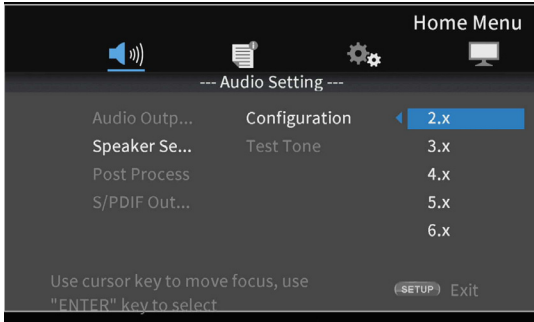 Home Menu
--- Audio Setting ---
Audio Outp... Configuration 2.x
Speaker Se... Test Tone 3.x
Post Process 4.x
S/PDIF Out... 5.x
6.x
Use cursor key to move focus, use
"ENTER" key to select
SETUP Exit